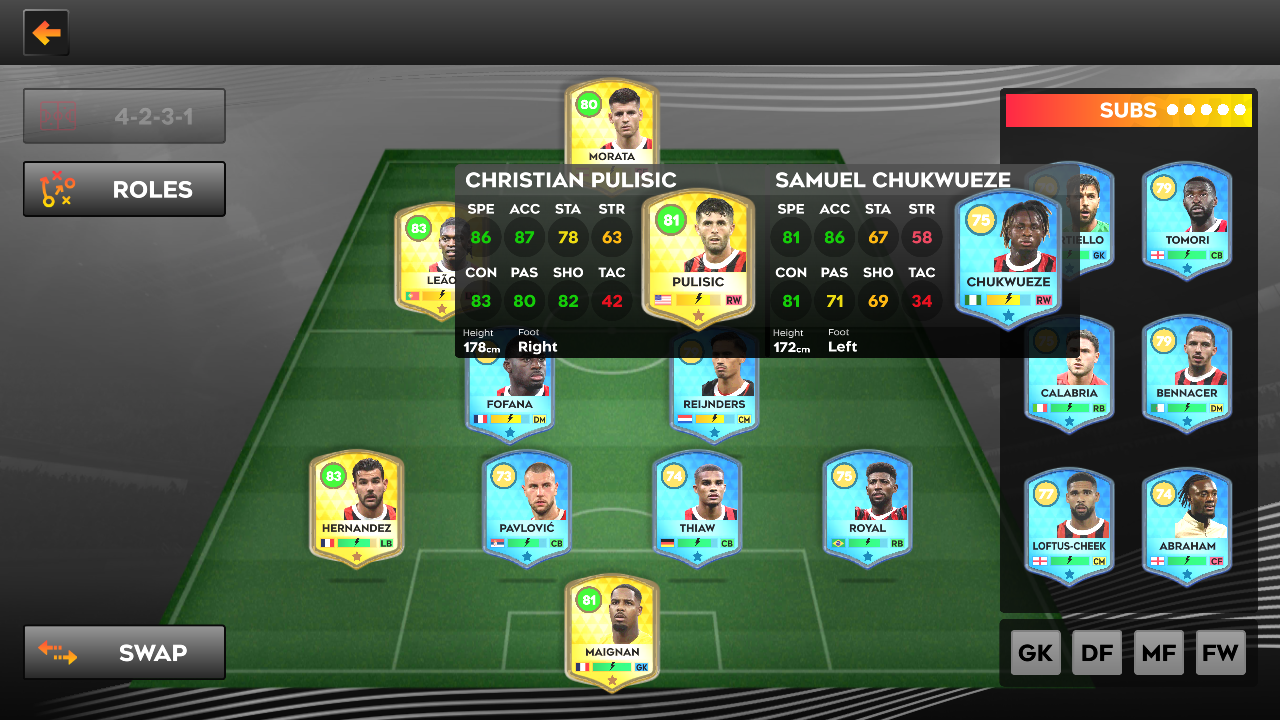 4-2-3-1
ROLES
SWAP
80
MORATA
83
LEÃO
CHRISTIAN PULISIC
SPE ACC STA STR
86 87 78 63
CON PAS SHO TAC
83 80 82 42
Height Foot
178cm Right
81
PULISIC
RW
SAMUEL CHUKWUEZE
SPE ACC STA STR
81 86 67 58
CON PAS SHO TAC
81 71 69 34
Height Foot
172cm Left
75
CHUKWUEZE
RW
FOFANA
DM
REIJNDERS
CM
83
HERNANDEZ
LB
73
PAVLOVIĆ
CB
74
THIAW
CB
75
ROYAL
RB
81
MAIGNAN
GK
SUBS
RTIELLO
GK
79
TOMORI
CB
CALABRIA
RB
79
BENNACER
DM
77
LOFTUS-CHEEK
CM
74
ABRAHAM
CF
GK DF MF FW